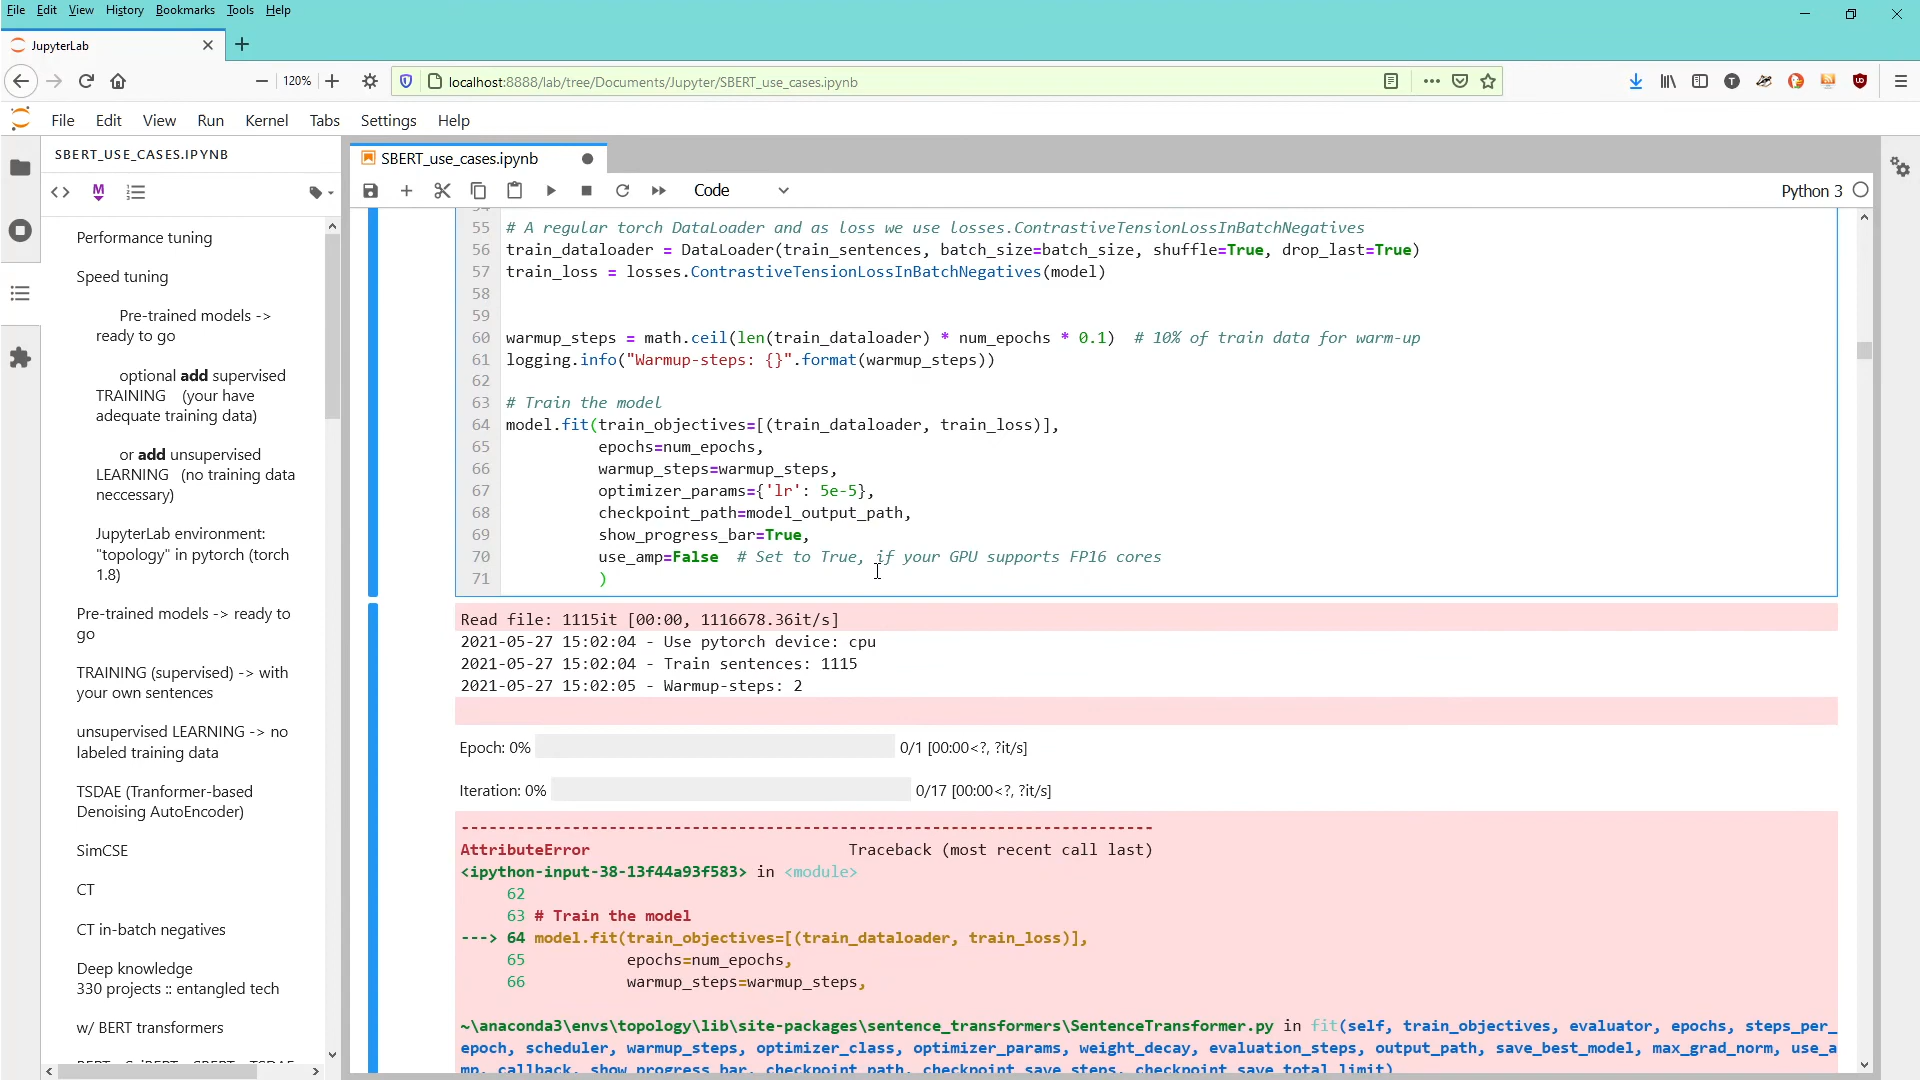 File Edit View History Bookmarks Tools Help
JupyterLab
120%
localhost:8888/lab/tree/Documents/Jupyter/SBERT_use_cases.ipynb
File Edit View Run Kernel Tabs Settings Help
SBERT_USE_CASES.IPYNB
SBERT_use_cases.ipynb
Code
Python 3
Performance tuning
Speed tuning
Pre-trained models ->
ready to go
optional add supervised
TRAINING (your have
adequate training data)
or add unsupervised
LEARNING (no training data
neccessary)
JupyterLab environment:
"topology" in pytorch (torch
1.8)
Pre-trained models -> ready to
go
TRAINING (supervised) -> with
your own sentences
unsupervised LEARNING -> no
labeled training data
TSDAE (Tranformer-based
Denoising AutoEncoder)
SimCSE
CT
CT in-batch negatives
Deep knowledge
330 projects :: entangled tech
w/ BERT transformers
55 # A regular torch DataLoader and as loss we use losses.ContrastiveTensionLossInBatchNegatives
56 train_dataloader = DataLoader(train_sentences, batch_size=batch_size, shuffle=True, drop_last=True)
57 train_loss = losses.ContrastiveTensionLossInBatchNegatives(model)
58
59
60 warmup_steps = math.ceil(len(train_dataloader) * num_epochs * 0.1)  # 10% of train data for warm-up
61 logging.info("Warmup-steps: {}".format(warmup_steps))
62
63 # Train the model
64 model.fit(train_objectives=[(train_dataloader, train_loss)],
65           epochs=num_epochs,
66           warmup_steps=warmup_steps,
67           optimizer_params={'lr': 5e-5},
68           checkpoint_path=model_output_path,
69           show_progress_bar=True,
70           use_amp=False  # Set to True, if your GPU supports FP16 cores
71           )
Read file: 1115it [00:00, 1116678.36it/s]
2021-05-27 15:02:04 - Use pytorch device: cpu
2021-05-27 15:02:04 - Train sentences: 1115
2021-05-27 15:02:05 - Warmup-steps: 2
Epoch: 0% 0/1 [00:00<?, ?it/s]
Iteration: 0% 0/17 [00:00<?, ?it/s]
---------------------------------------------------------------------------
AttributeError                            Traceback (most recent call last)
<ipython-input-38-13f44a93f583> in <module>
     62
     63 # Train the model
---> 64 model.fit(train_objectives=[(train_dataloader, train_loss)],
     65           epochs=num_epochs,
     66           warmup_steps=warmup_steps,
~\anaconda3\envs\topology\lib\site-packages\sentence_transformers\SentenceTransformer.py in fit(self, train_objectives, evaluator, epochs, steps_per_
epoch, scheduler, warmup_steps, optimizer_class, optimizer_params, weight_decay, evaluation_steps, output_path, save_best_model, max_grad_norm, use_a
mp, callback, show_progress_bar, checkpoint_path, checkpoint_save_steps, checkpoint_save_total_limit)